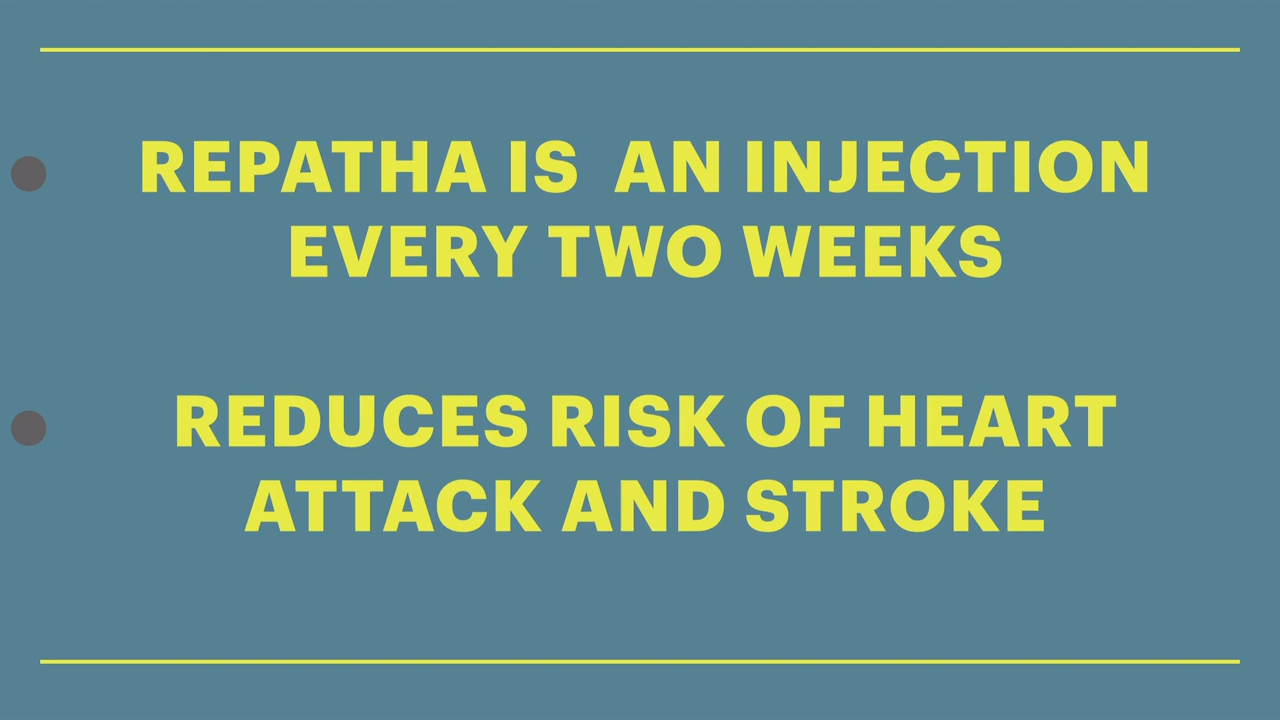 REPATHA IS  AN INJECTION
EVERY TWO WEEKS
REDUCES RISK OF HEART
ATTACK AND STROKE